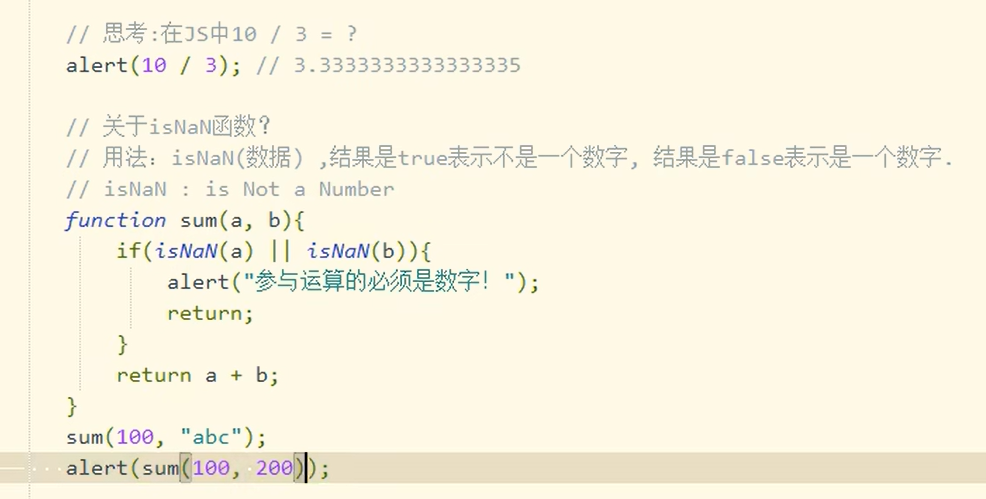 // 思考:在JS中10 / 3 = ?
alert(10 / 3); // 3.3333333333333335
// 关于isNaN函数?
// 用法：isNaN(数据) ,结果是true表示不是一个数字, 结果是false表示是一个数字.
// isNaN : is Not a Number
function sum(a, b){
if(isNaN(a) || isNaN(b)){
alert("参与运算的必须是数字！");
return;
}
return a + b;
}
sum(100, "abc");
alert(sum(100, 200));